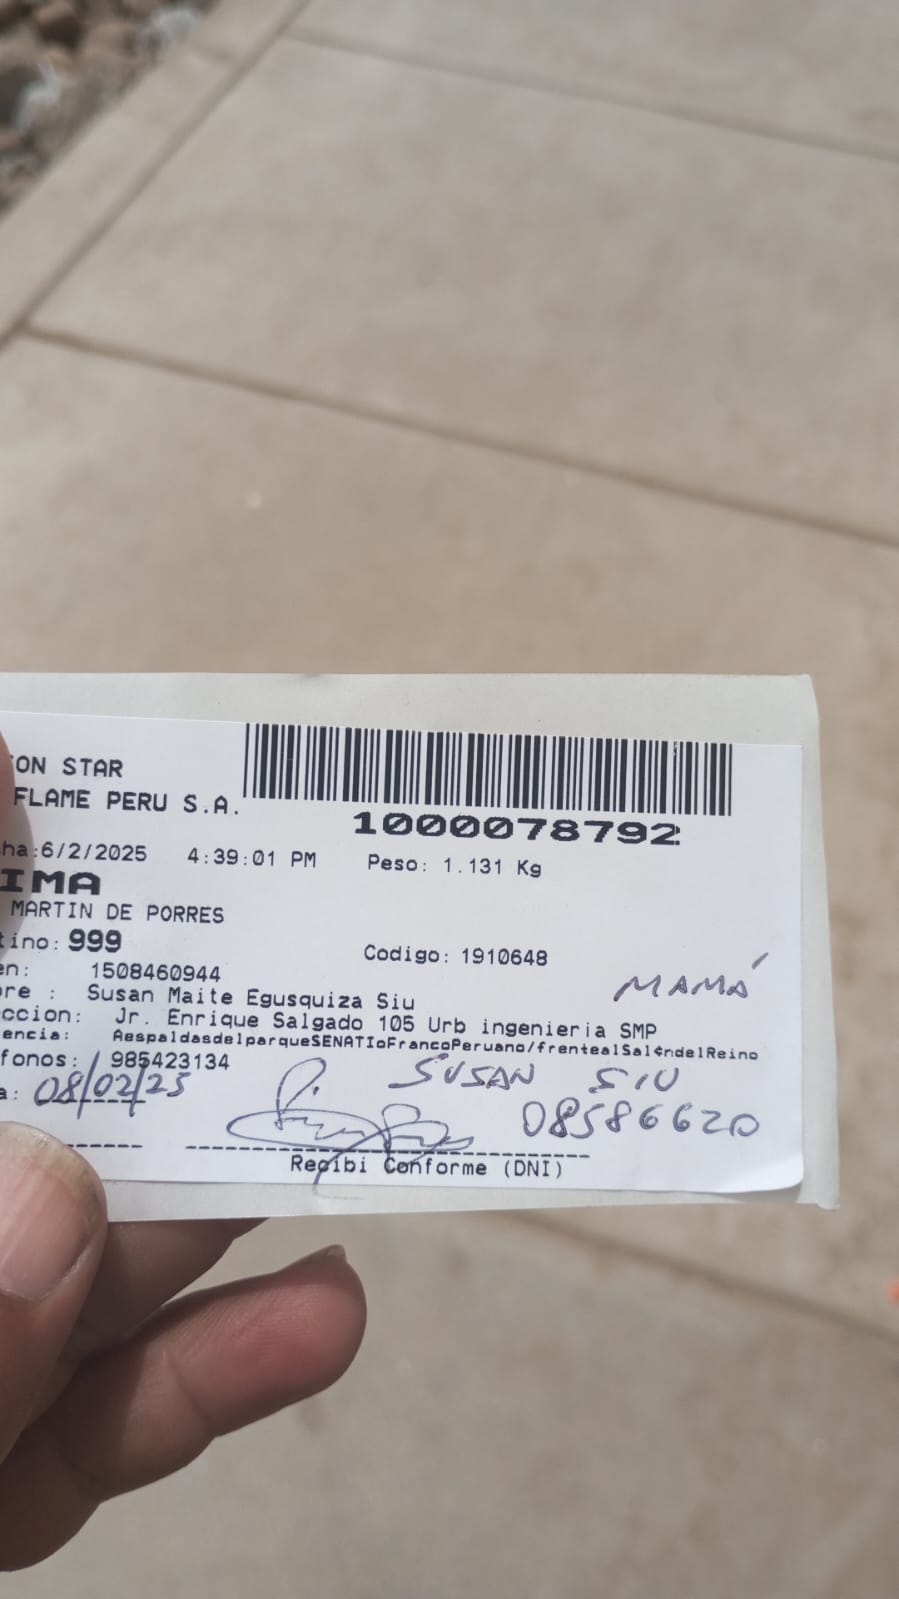 ON STAR
FLAME PERU S.A.
1000078792
ha:6/2/2025 4:39:01 PM Peso: 1.131 Kg
IMA
MARTIN DE PORRES
tino: 999 Codigo: 1910648
en: 1508460944
MAMÁ
re : Susan Maite Egusquiza Siu
ccion: Jr. Enrique Salgado 105 Urb ingenieria SMP
encia: AespaldasdelparqueSENATIoFrancoPeruano/frentealSal¢ndelReino
fonos: 985423134
SUSAN SIU
a: 08/02/25
08586620
Recibi Conforme (DNI)